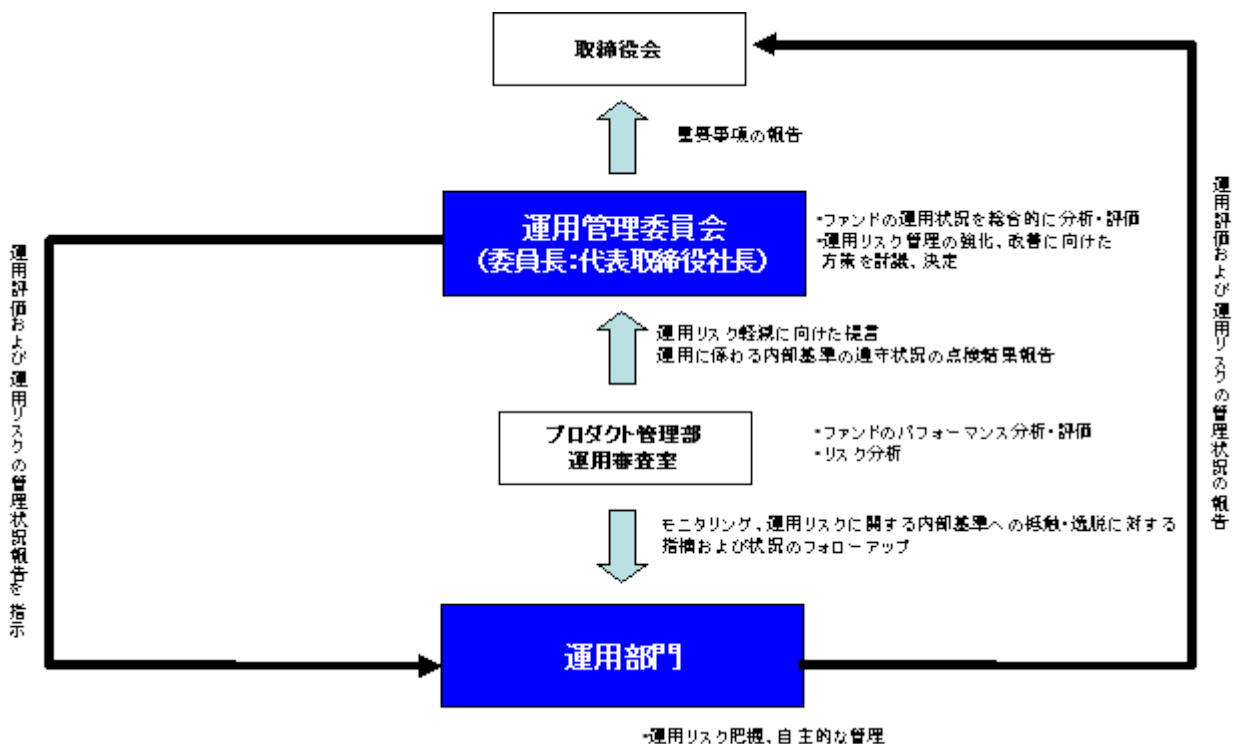 取締役会
重要事項の報告
運用管理委員会
(委員長:代表取締役社長)
・ファンドの運用状況を総合的に分析・評価
・運用リスク管理の強化、改善に向けた
方策を討議、決定
運用リスク軽減に向けた提言
運用に係わる内部基準の遵守状況の点検結果報告
プロダクト管理部
運用審査室
・ファンドのパフォーマンス分析・評価
・リスク分析
モニタリング、運用リスクに関する内部基準への抵触・逸脱に対する
指摘および状況のフォローアップ
運用部門
・運用リスク把握、自主的な管理
運用評価および運用リスクの管理状況報告を指示
運用評価および運用リスクの管理状況の報告